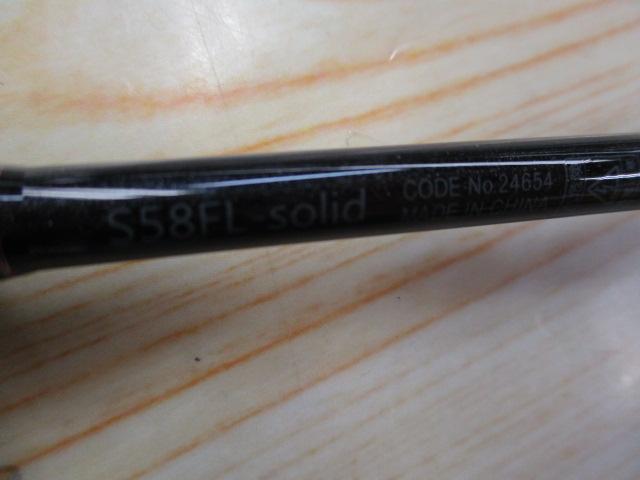 S58FL-solid
CODE No.24654
MADE IN CHINA